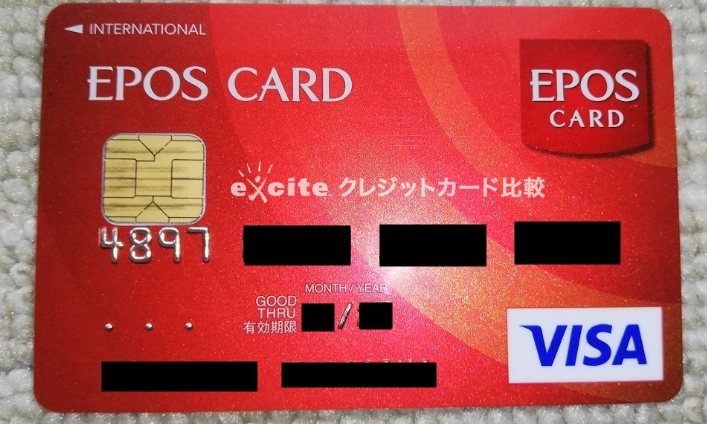 ◀ INTERNATIONAL
EPOS CARD
EPOS
CARD
excite クレジットカード比較
4897
MONTH / YEAR
GOOD
THRU
有効期限
/
VISA